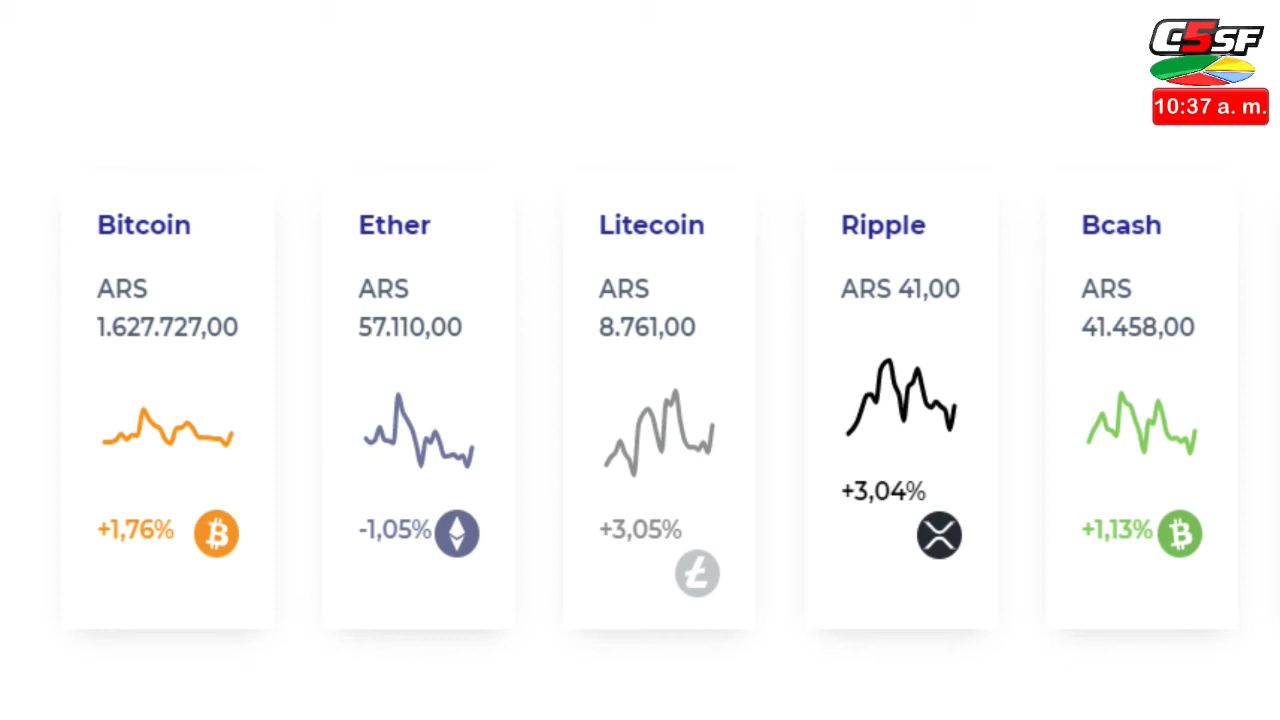 C5SF
10:37 a. m.
Bitcoin
ARS
1.627.727,00
+1,76%
Ether
ARS
57.110,00
-1,05%
Litecoin
ARS
8.761,00
+3,05%
Ripple
ARS 41,00
+3,04%
Bcash
ARS
41.458,00
+1,13%